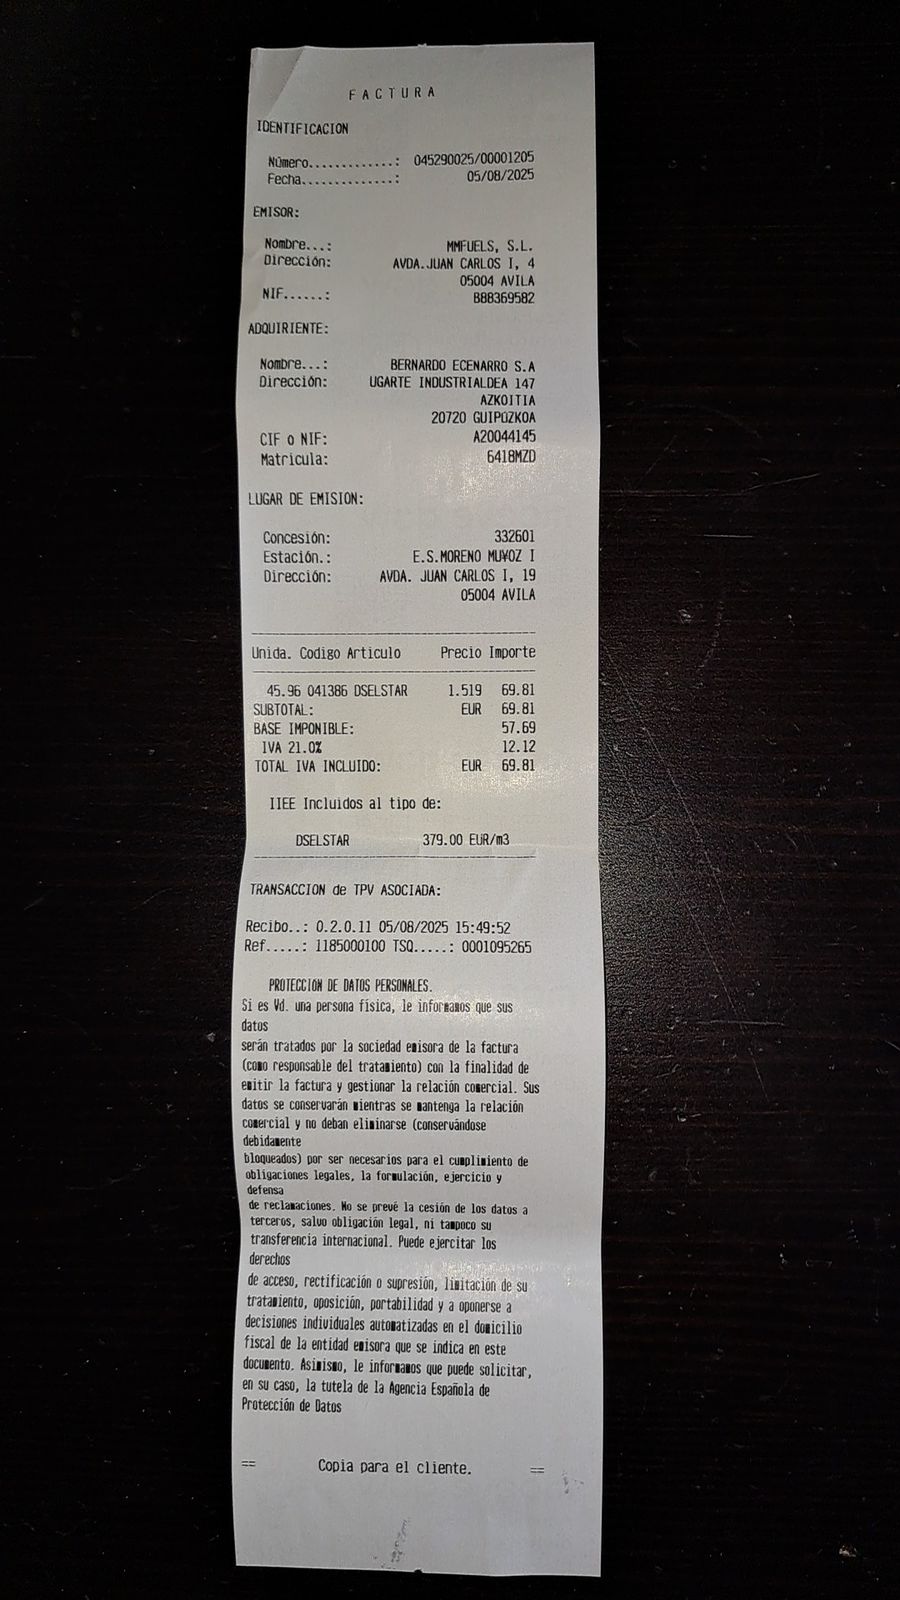 FACTURA
IDENTIFICACION
Número.............: 045290025/00001205
Fecha..............: 05/08/2025
EMISOR:
Nombre...: MMFUELS, S.L.
Dirección: AVDA.JUAN CARLOS I, 4
05004 AVILA
NIF......: B88369582
ADQUIRIENTE:
Nombre...: BERNARDO ECENARRO S.A
Dirección: UGARTE INDUSTRIALDEA 147
AZKOITIA
20720 GUIPÚZKOA
CIF o NIF: A20044145
Matricula: 6418MZD
LUGAR DE EMISION:
Concesión: 332601
Estación.: E.S.MORENO MU¥OZ I
Dirección: AVDA. JUAN CARLOS I, 19
05004 AVILA
Unida. Codigo Articulo Precio Importe
45.96 041386 DSELSTAR 1.519 69.81
SUBTOTAL: EUR 69.81
BASE IMPONIBLE: 57.69
IVA 21.0% 12.12
TOTAL IVA INCLUIDO: EUR 69.81
IIEE Incluidos al tipo de:
DSELSTAR 379.00 EUR/m3
TRANSACCION de TPV ASOCIADA:
Recibo..: 0.2.0.11 05/08/2025 15:49:52
Ref.....: 1185000100 TSQ.....: 0001095265
PROTECCION DE DATOS PERSONALES.
Si es Vd. una persona física, le informamos que sus
datos
serán tratados por la sociedad emisora de la factura
(como responsable del tratamiento) con la finalidad de
emitir la factura y gestionar la relación comercial. Sus
datos se conservarán mientras se mantenga la relación
comercial y no deban eliminarse (conservándose
debidamente
bloqueados) por ser necesarios para el cumplimiento de
obligaciones legales, la formulación, ejercicio y
defensa
de reclamaciones. No se prevé la cesión de los datos a
terceros, salvo obligación legal, ni tampoco su
transferencia internacional. Puede ejercitar los
derechos
de acceso, rectificación o supresión, limitación de su
tratamiento, oposición, portabilidad y a oponerse a
decisiones individuales automatizadas en el domicilio
fiscal de la entidad emisora que se indica en este
documento. Asimismo, le informamos que puede solicitar,
en su caso, la tutela de la Agencia Española de
Protección de Datos
== Copia para el cliente. ==